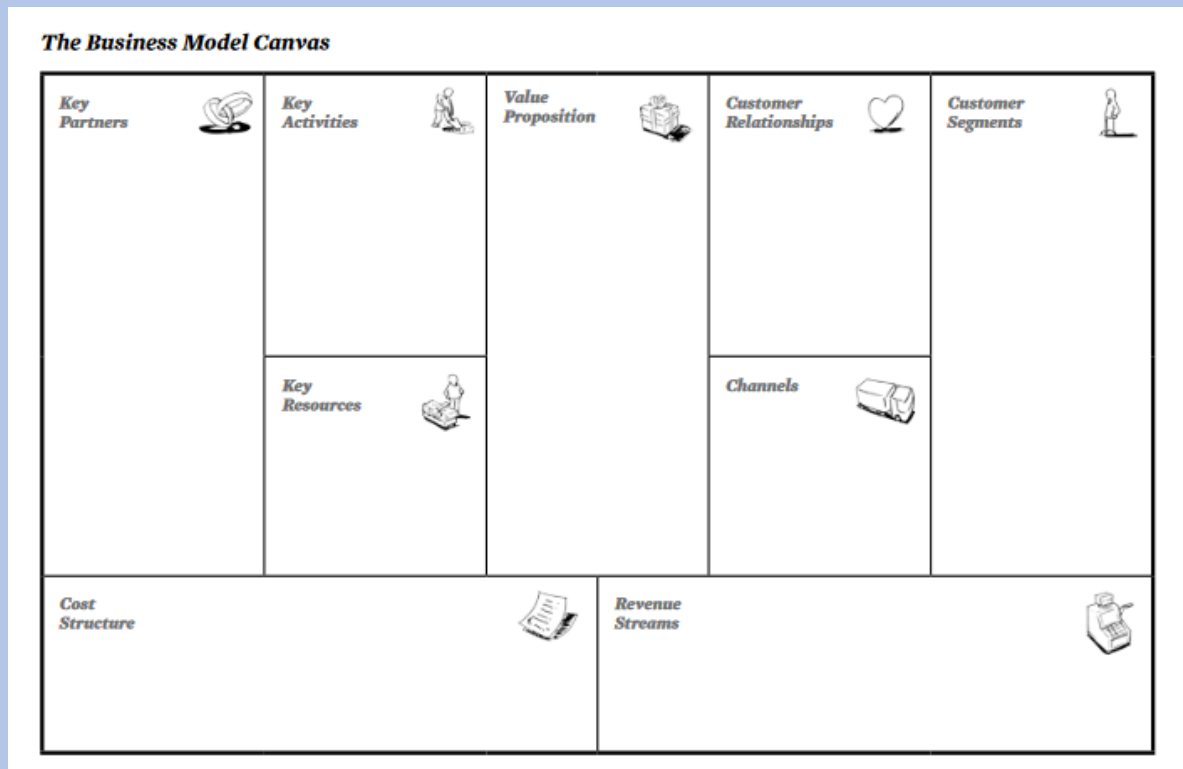 The Business Model Canvas
Key
Partners
Key
Activities
Value
Proposition
Customer
Relationships
Customer
Segments
Key
Resources
Channels
Cost
Structure
Revenue
Streams